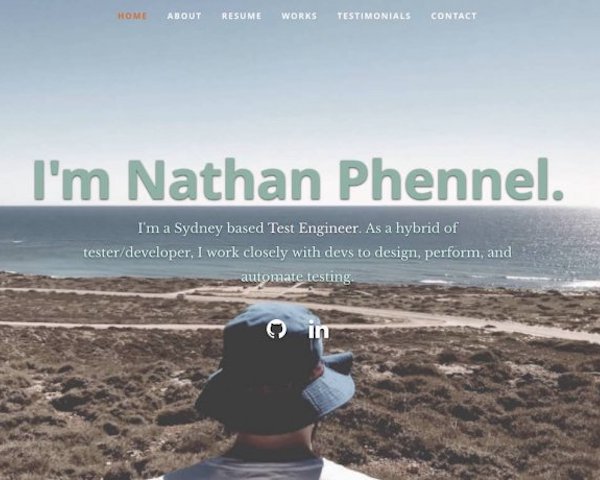 HOME ABOUT RESUME WORKS TESTIMONIALS CONTACT
I'm Nathan Phennel.
I'm a Sydney based Test Engineer. As a hybrid of
tester/developer, I work closely with devs to design, perform, and
automate testing.
in